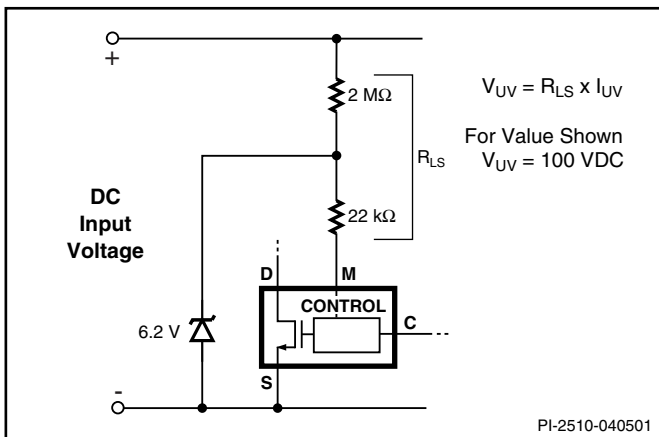 +
2 MΩ
V_UV = R_LS x I_UV
For Value Shown
V_UV = 100 VDC
R_LS
DC
Input
Voltage
22 kΩ
D
M
CONTROL
C
6.2 V
S
-
PI-2510-040501